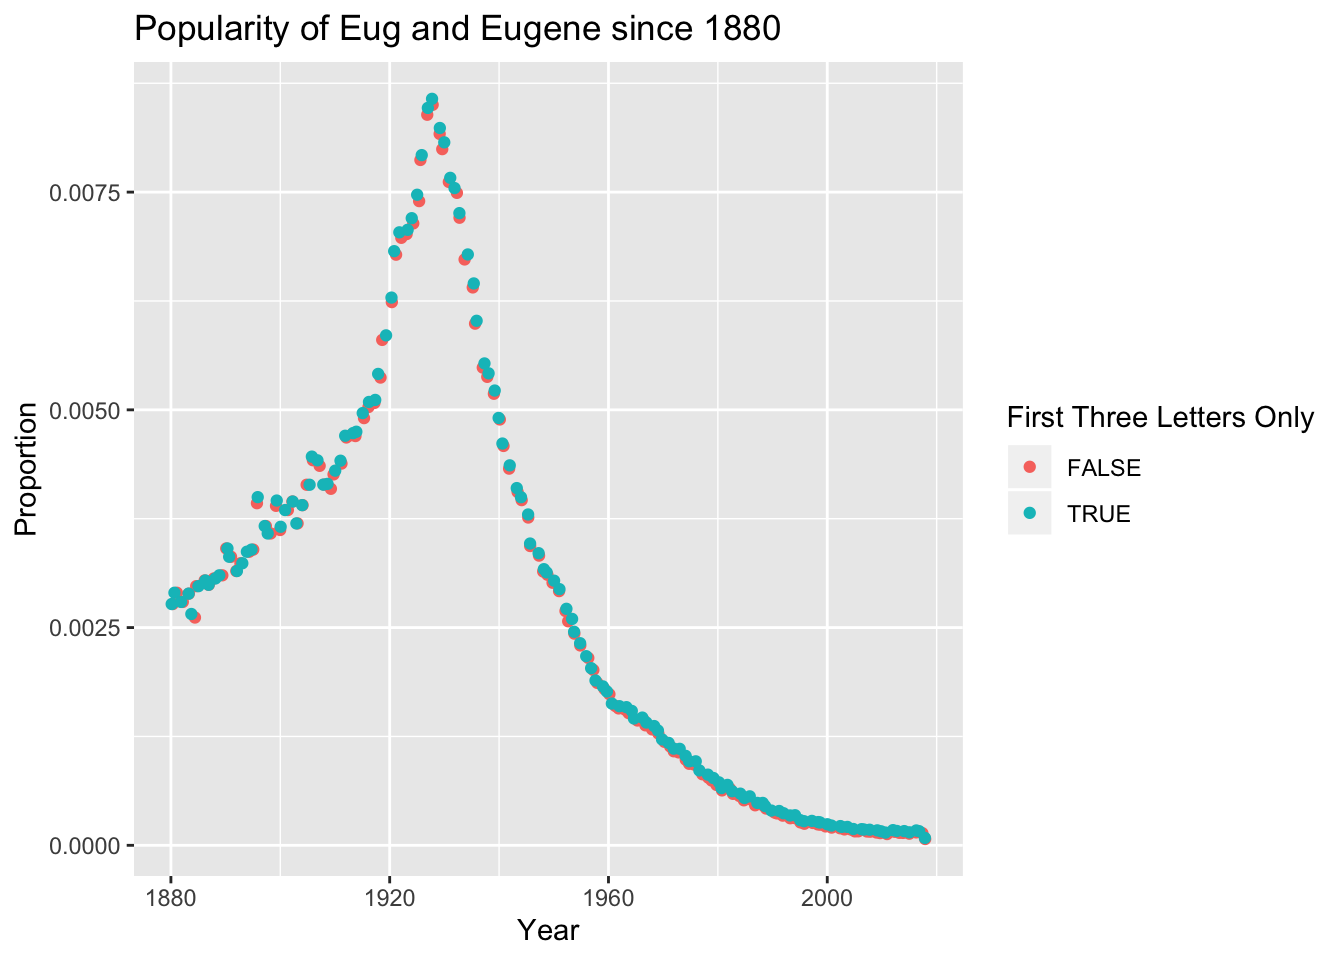 Popularity of Eug and Eugene since 1880
0.0075
0.0050
0.0025
0.0000
Proportion
1880 1920 1960 2000
Year
First Three Letters Only
FALSE
TRUE